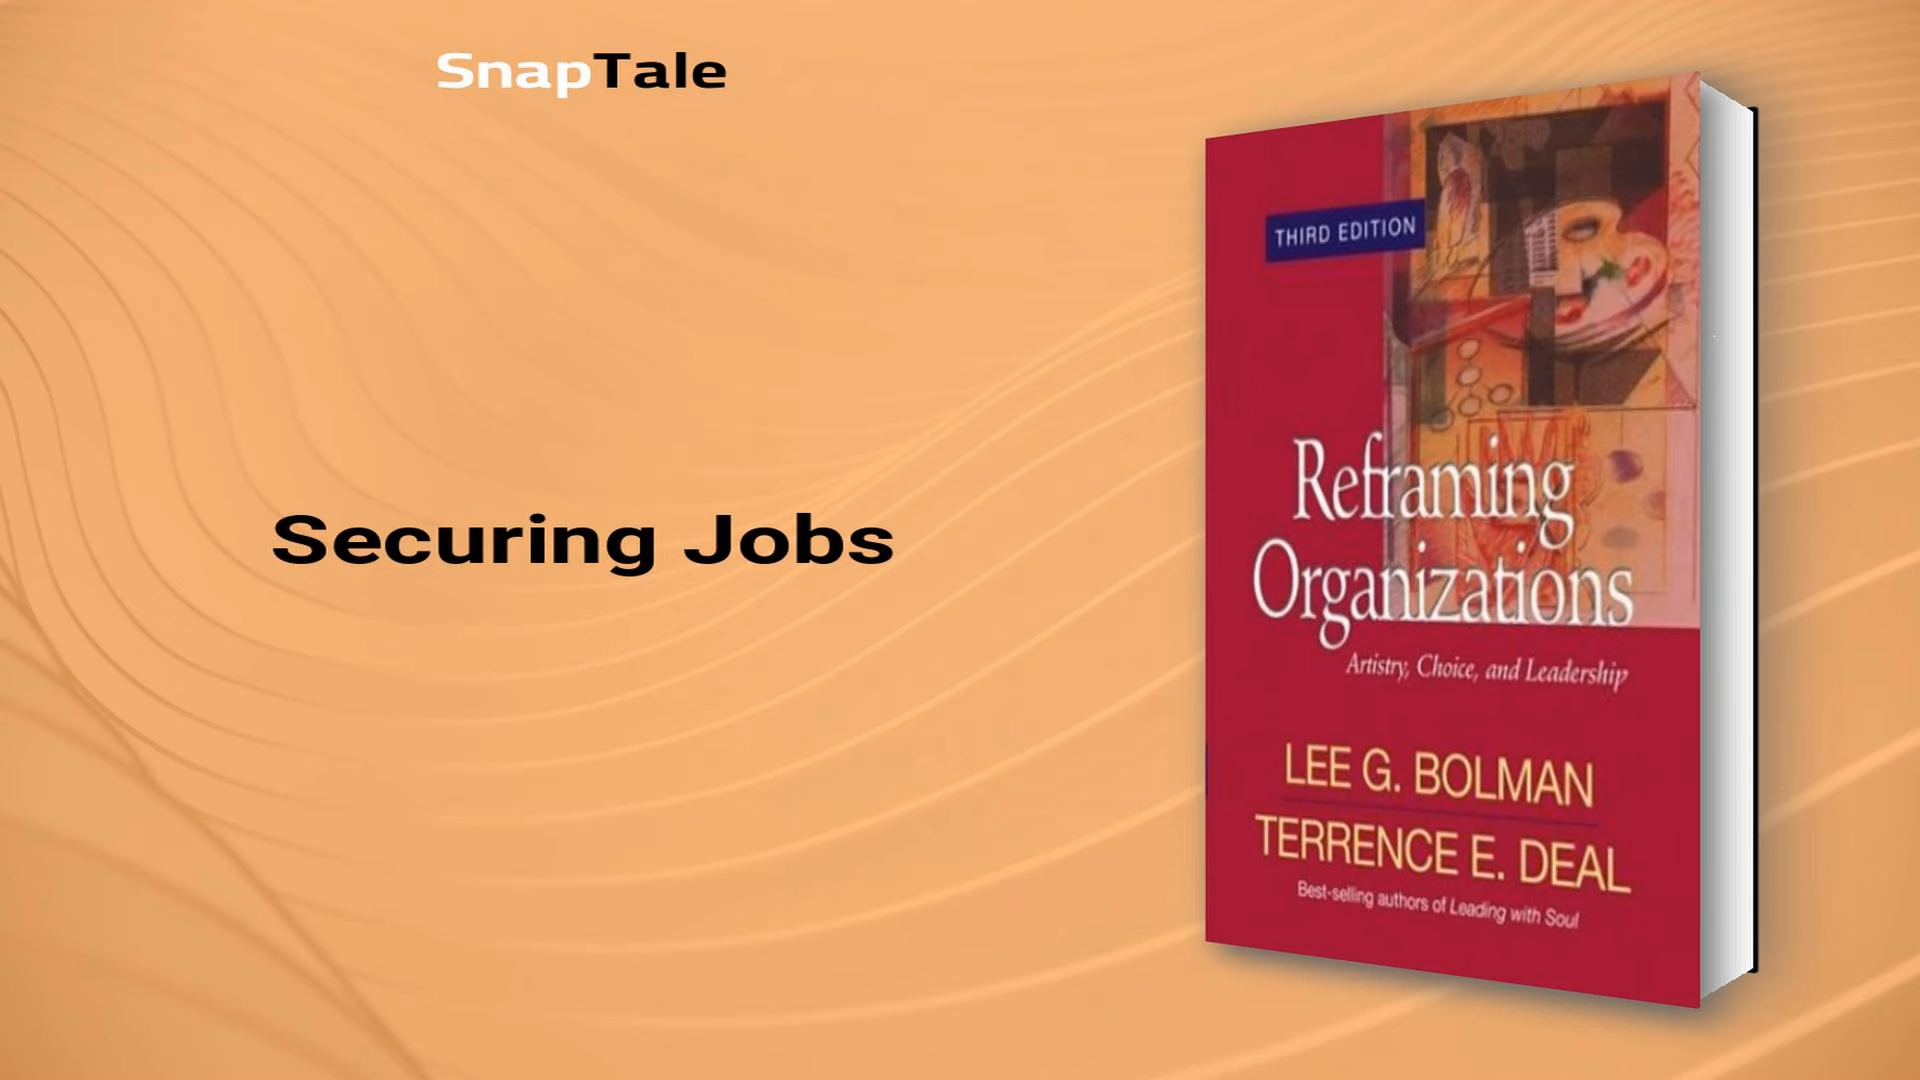 SnapTale
Securing Jobs
THIRD EDITION
Reframing
Organizations
Artistry, Choice, and Leadership
LEE G. BOLMAN
TERRENCE E. DEAL
Best-selling authors of Leading with Soul